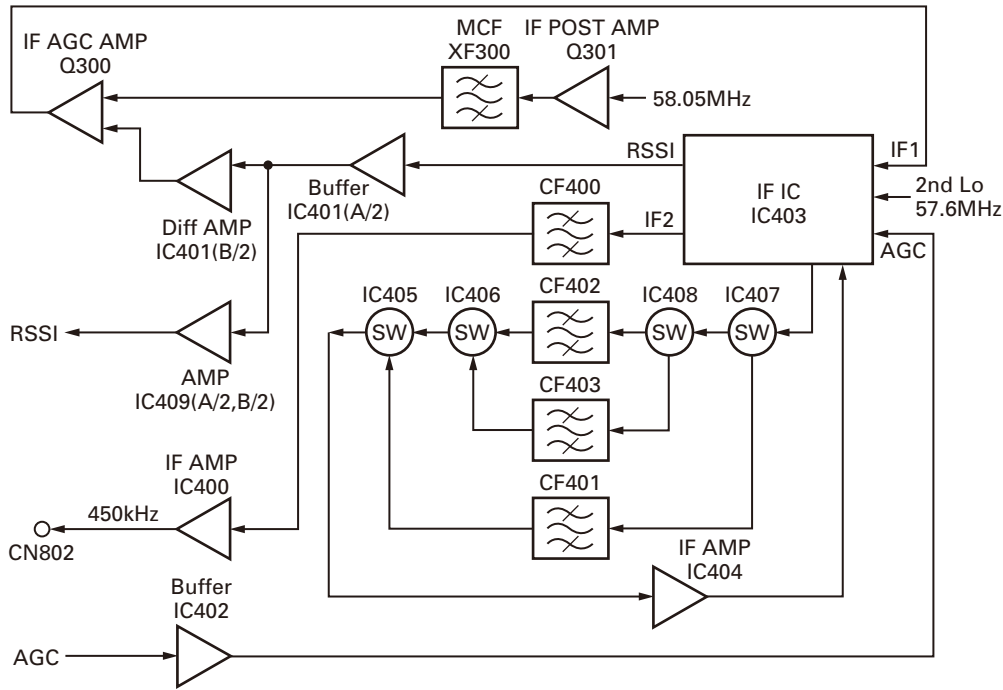 IF AGC AMP
Q300
MCF
XF300
IF POST AMP
Q301
58.05MHz
RSSI
IF1
Buffer
IC401(A/2)
CF400
IF2
IF IC
IC403
2nd Lo
57.6MHz
AGC
Diff AMP
IC401(B/2)
IC405
IC406
CF402
IC408
IC407
SW
SW
SW
SW
RSSI
AMP
IC409(A/2,B/2)
CF403
IF AMP
IC400
CF401
450kHz
CN802
IF AMP
IC404
Buffer
IC402
AGC